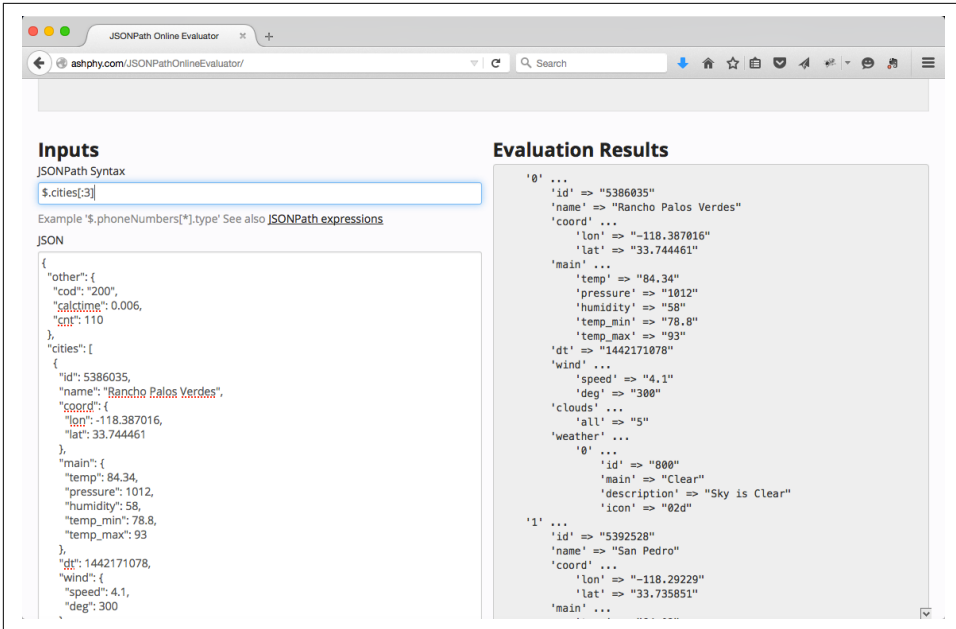 JSONPath Online Evaluator
ashphy.com/JSONPathOnlineEvaluator/
Search
Inputs
JSONPath Syntax
$.cities[:3]
Example '$.phoneNumbers[*].type' See also JSONPath expressions
JSON
{
"other": {
"cod": "200",
"calctime": 0.006,
"cnt": 110
},
"cities": [
{
"id": 5386035,
"name": "Rancho Palos Verdes",
"coord": {
"lon": -118.387016,
"lat": 33.744461
},
"main": {
"temp": 84.34,
"pressure": 1012,
"humidity": 58,
"temp_min": 78.8,
"temp_max": 93
},
"dt": 1442171078,
"wind": {
"speed": 4.1,
"deg": 300
Evaluation Results
'0' ...
'id' => "5386035"
'name' => "Rancho Palos Verdes"
'coord' ...
'lon' => "-118.387016"
'lat' => "33.744461"
'main' ...
'temp' => "84.34"
'pressure' => "1012"
'humidity' => "58"
'temp_min' => "78.8"
'temp_max' => "93"
'dt' => "1442171078"
'wind' ...
'speed' => "4.1"
'deg' => "300"
'clouds' ...
'all' => "5"
'weather' ...
'0' ...
'id' => "800"
'main' => "Clear"
'description' => "Sky is Clear"
'icon' => "02d"
'1' ...
'id' => "5392528"
'name' => "San Pedro"
'coord' ...
'lon' => "-118.29229"
'lat' => "33.735851"
'main' ...